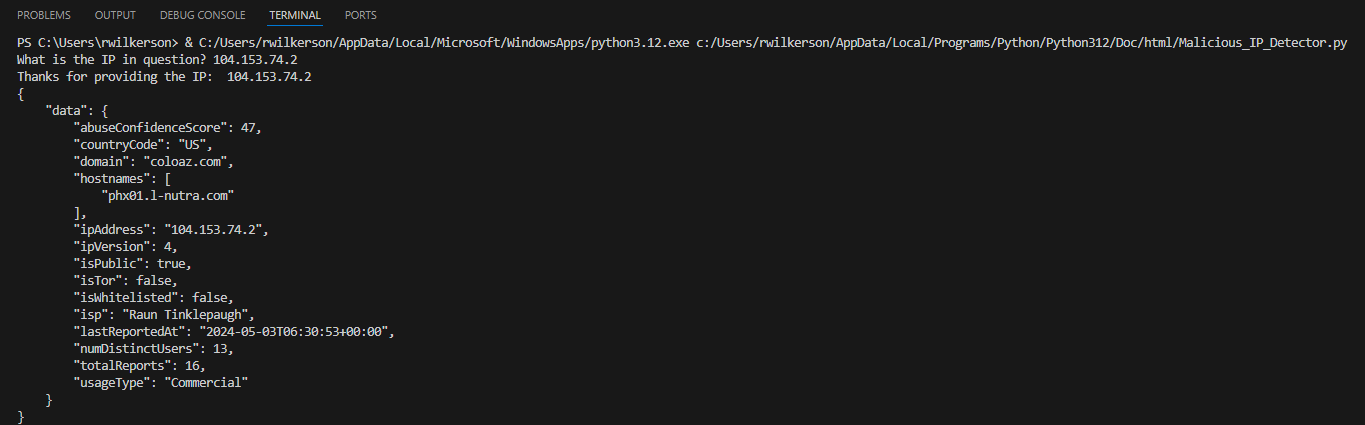 PROBLEMS OUTPUT DEBUG CONSOLE TERMINAL PORTS
PS C:\Users\rwilkerson> & C:/Users/rwilkerson/AppData/Local/Microsoft/WindowsApps/python3.12.exe c:/Users/rwilkerson/AppData/Local/Programs/Python/Python312/Doc/html/Malicious_IP_Detector.py
What is the IP in question? 104.153.74.2
Thanks for providing the IP:  104.153.74.2
{
    "data": {
        "abuseConfidenceScore": 47,
        "countryCode": "US",
        "domain": "coloaz.com",
        "hostnames": [
            "phx01.l-nutra.com"
        ],
        "ipAddress": "104.153.74.2",
        "ipVersion": 4,
        "isPublic": true,
        "isTor": false,
        "isWhitelisted": false,
        "isp": "Raun Tinklepaugh",
        "lastReportedAt": "2024-05-03T06:30:53+00:00",
        "numDistinctUsers": 13,
        "totalReports": 16,
        "usageType": "Commercial"
    }
}